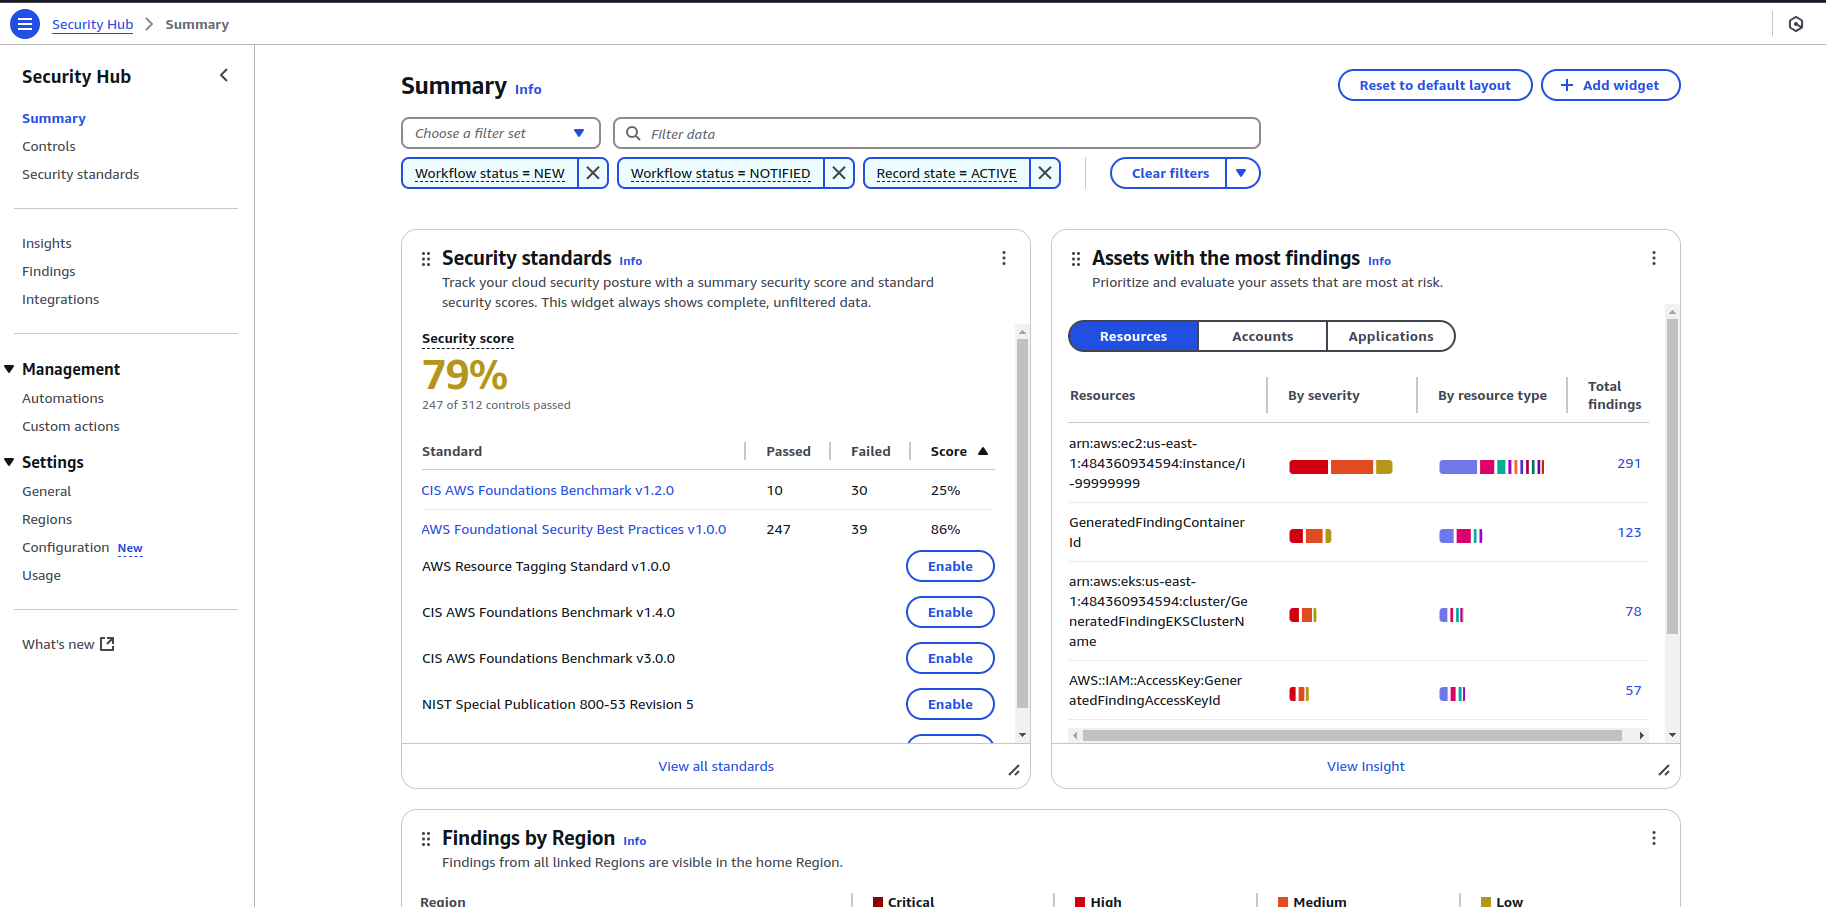 Security Hub > Summary
Security Hub
Summary
Controls
Security standards
Insights
Findings
Integrations
Management
Automations
Custom actions
Settings
General
Regions
Configuration New
Usage
What's new
Summary Info
Reset to default layout
Add widget
Choose a filter set
Filter data
Workflow status = NEW
Workflow status = NOTIFIED
Record state = ACTIVE
Clear filters
Security standards Info
Track your cloud security posture with a summary security score and standard
security scores. This widget always shows complete, unfiltered data.
Security score
79%
247 of 312 controls passed
Standard Passed Failed Score
CIS AWS Foundations Benchmark v1.2.0 10 30 25%
AWS Foundational Security Best Practices v1.0.0 247 39 86%
AWS Resource Tagging Standard v1.0.0 Enable
CIS AWS Foundations Benchmark v1.4.0 Enable
CIS AWS Foundations Benchmark v3.0.0 Enable
NIST Special Publication 800-53 Revision 5 Enable
View all standards
Assets with the most findings Info
Prioritize and evaluate your assets that are most at risk.
Resources Accounts Applications
Resources By severity By resource type Total
findings
arn:aws:ec2:us-east-
1:484360934594:instance/i
-99999999
291
GeneratedFindingContainer
Id
123
arn:aws:eks:us-east-
1:484360934594:cluster/Ge
neratedFindingEKSClusterN
ame
78
AWS::IAM::AccessKey:Gener
atedFindingAccessKeyId
57
View Insight
Findings by Region Info
Findings from all linked Regions are visible in the home Region.
Region Critical High Medium Low